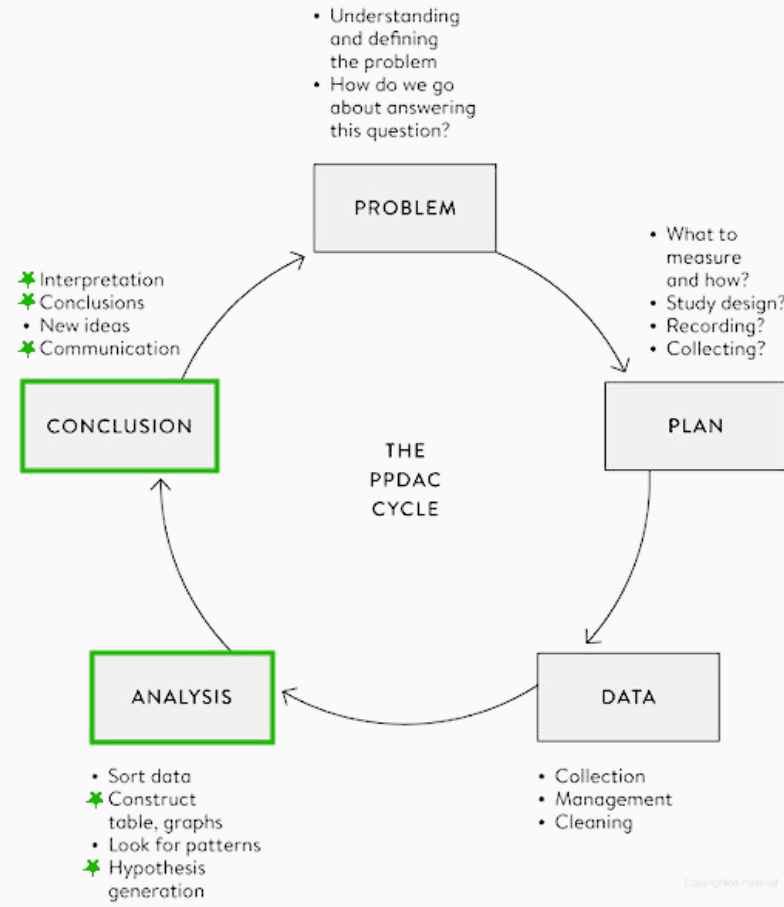 • Understanding
and defining
the problem
• How do we go
about answering
this question?
PROBLEM
• What to
measure
and how?
• Study design?
• Recording?
• Collecting?
PLAN
Interpretation
Conclusions
• New ideas
Communication
CONCLUSION
THE
PPDAC
CYCLE
ANALYSIS
• Sort data
Construct
table, graphs
• Look for patterns
Hypothesis
generation
DATA
• Collection
• Management
• Cleaning
Copyrighted material